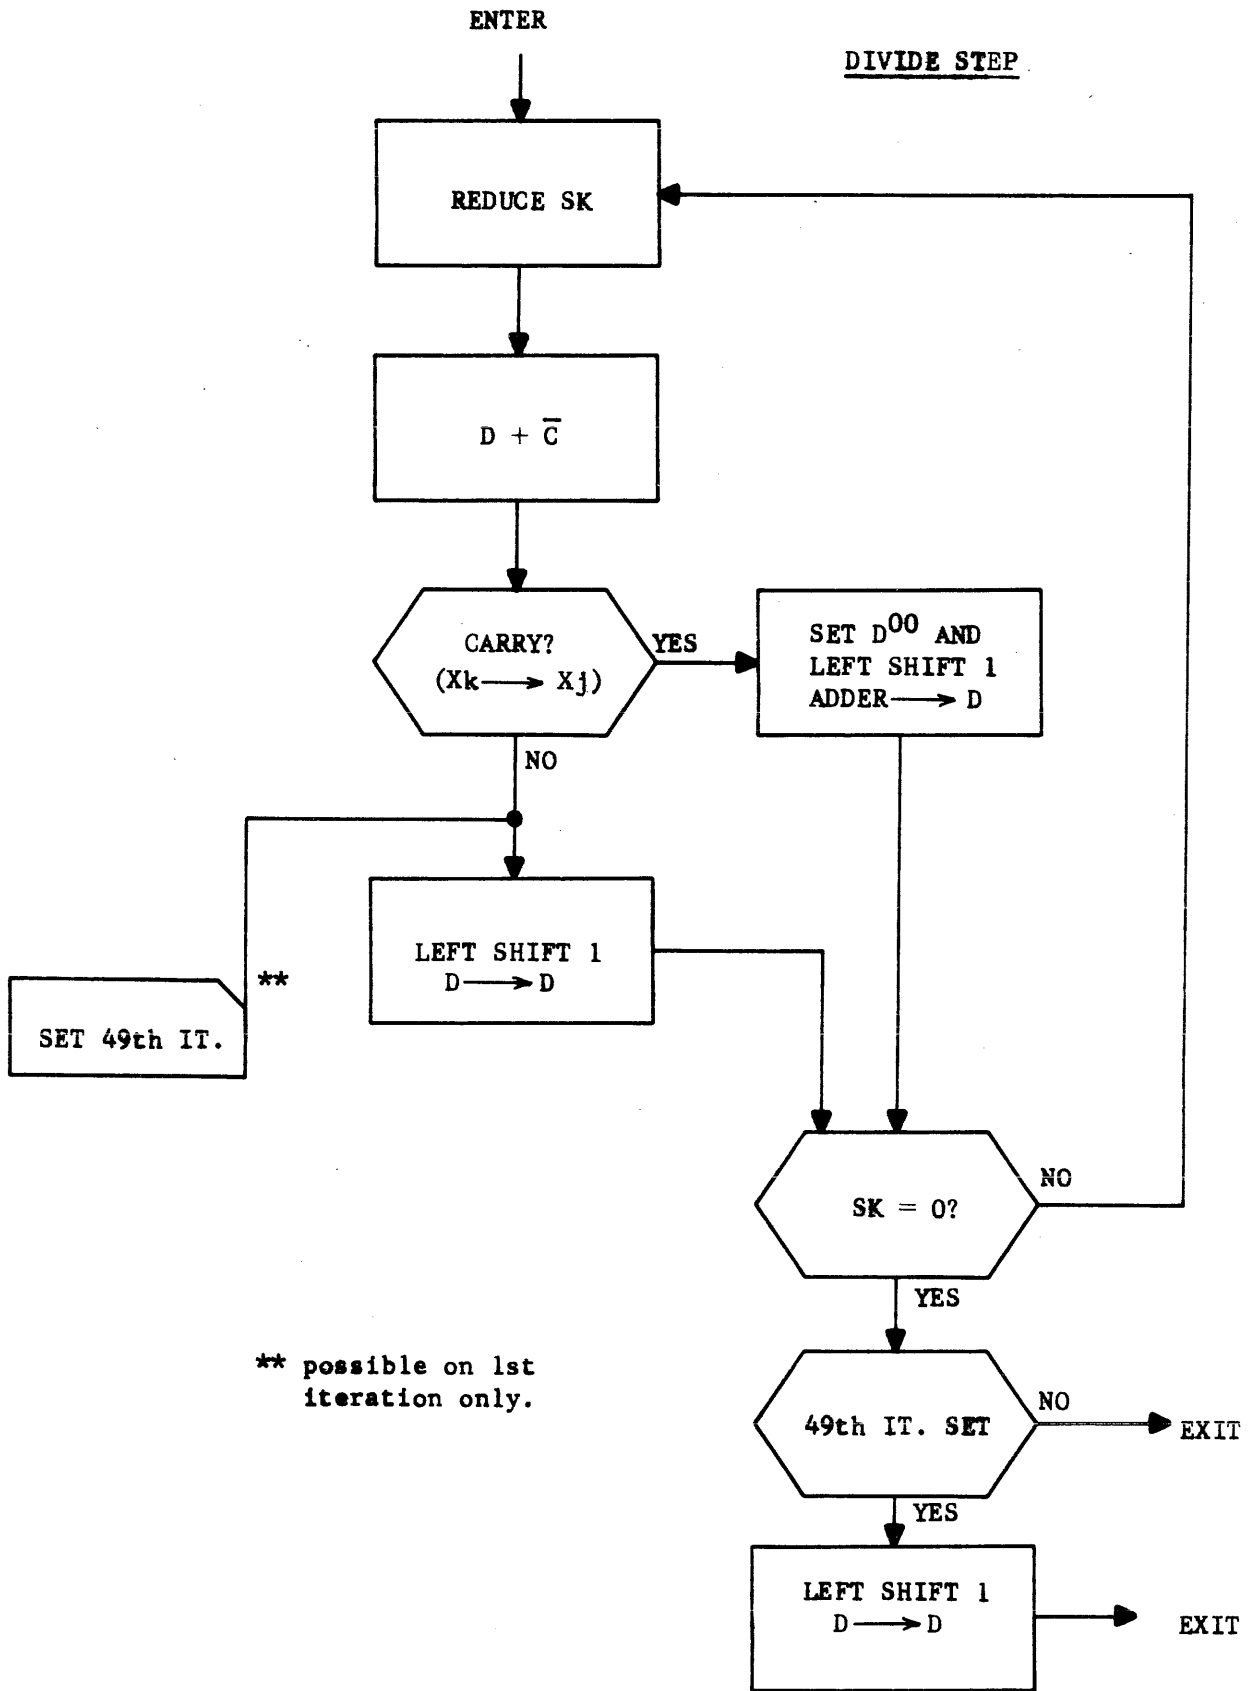 ENTER
DIVIDE STEP
REDUCE SK
D + C̅
CARRY?
(Xk ⟶ Xj)
YES
SET D⁰⁰ AND
LEFT SHIFT 1
ADDER ⟶ D
NO
LEFT SHIFT 1
D ⟶ D
**
SET 49th IT.
SK = 0?
NO
YES
** possible on 1st
iteration only.
49th IT. SET
NO
EXIT
YES
LEFT SHIFT 1
D ⟶ D
EXIT